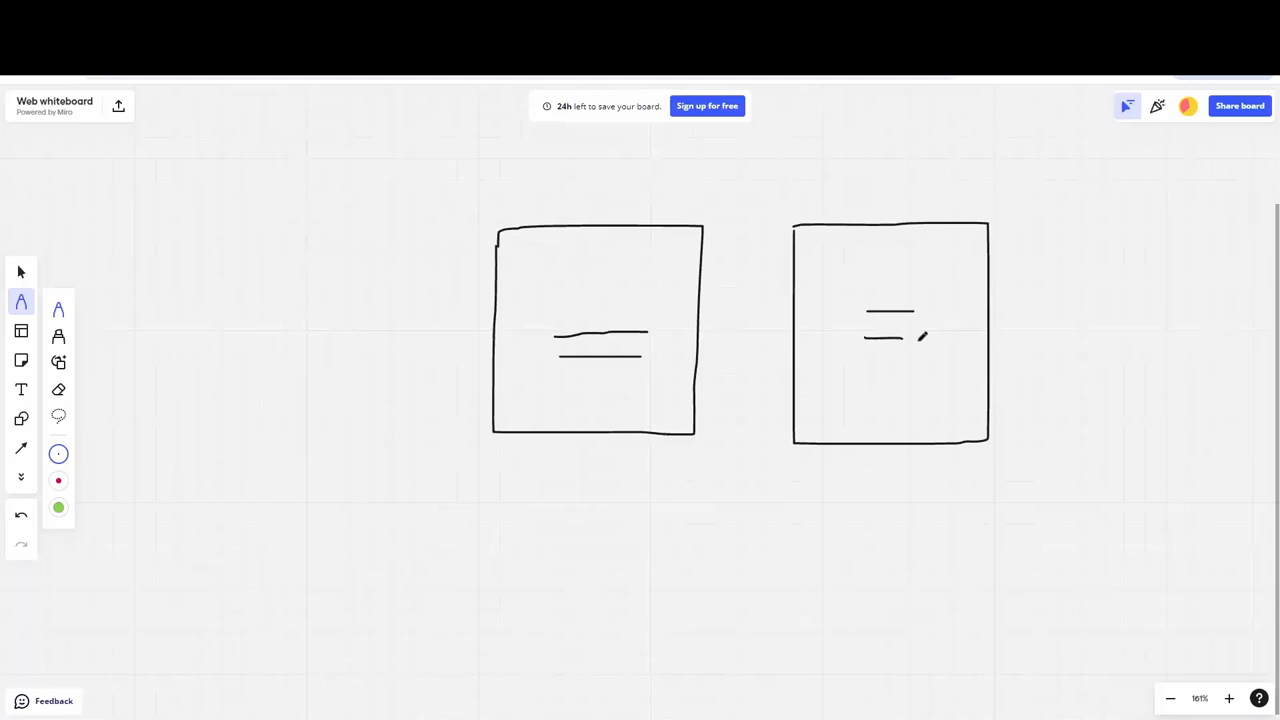 Web whiteboard
Powered by Miro
24h left to save your board.
Sign up for free
Share board
T
Feedback
161%
?